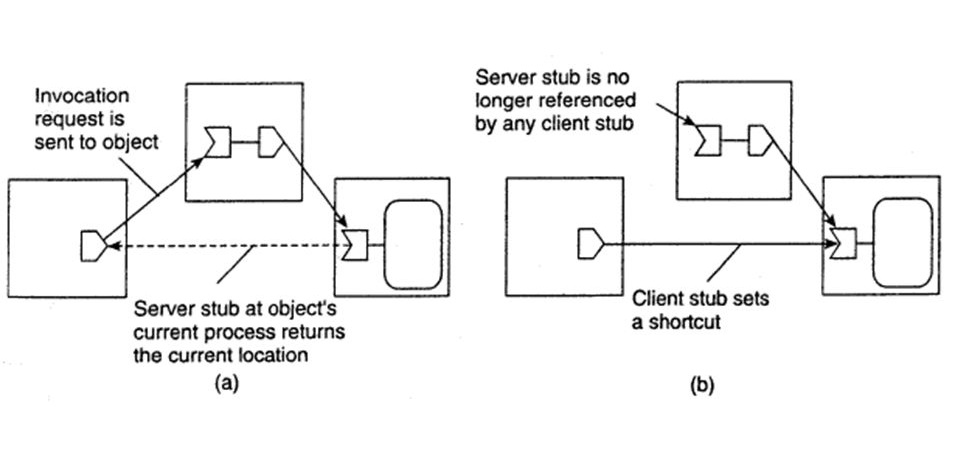 Invocation
request is
sent to object
Server stub at object's
current process returns
the current location
(a)
Server stub is no
longer referenced
by any client stub
Client stub sets
a shortcut
(b)